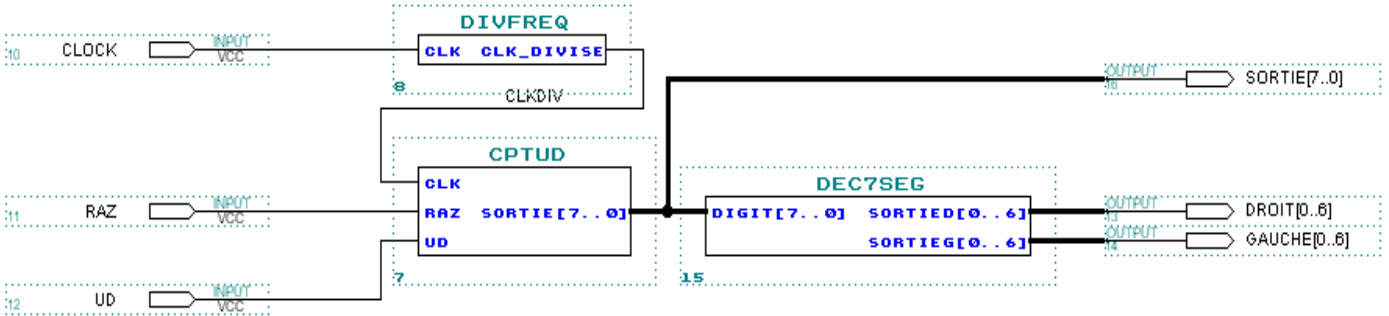 DIVFREQ
10 CLOCK INPUT VCC
CLK CLK_DIVISE
8
CLKDIV
OUTPUT 16 SORTIE[7..0]
CPTUD
CLK
11 RAZ INPUT VCC
RAZ SORTIE[7..0]
UD
7
DEC7SEG
DIGIT[7..0] SORTIED[0..6]
SORTIEG[0..6]
15
OUTPUT 13 DROIT[0..6]
OUTPUT 14 GAUCHE[0..6]
12 UD INPUT VCC